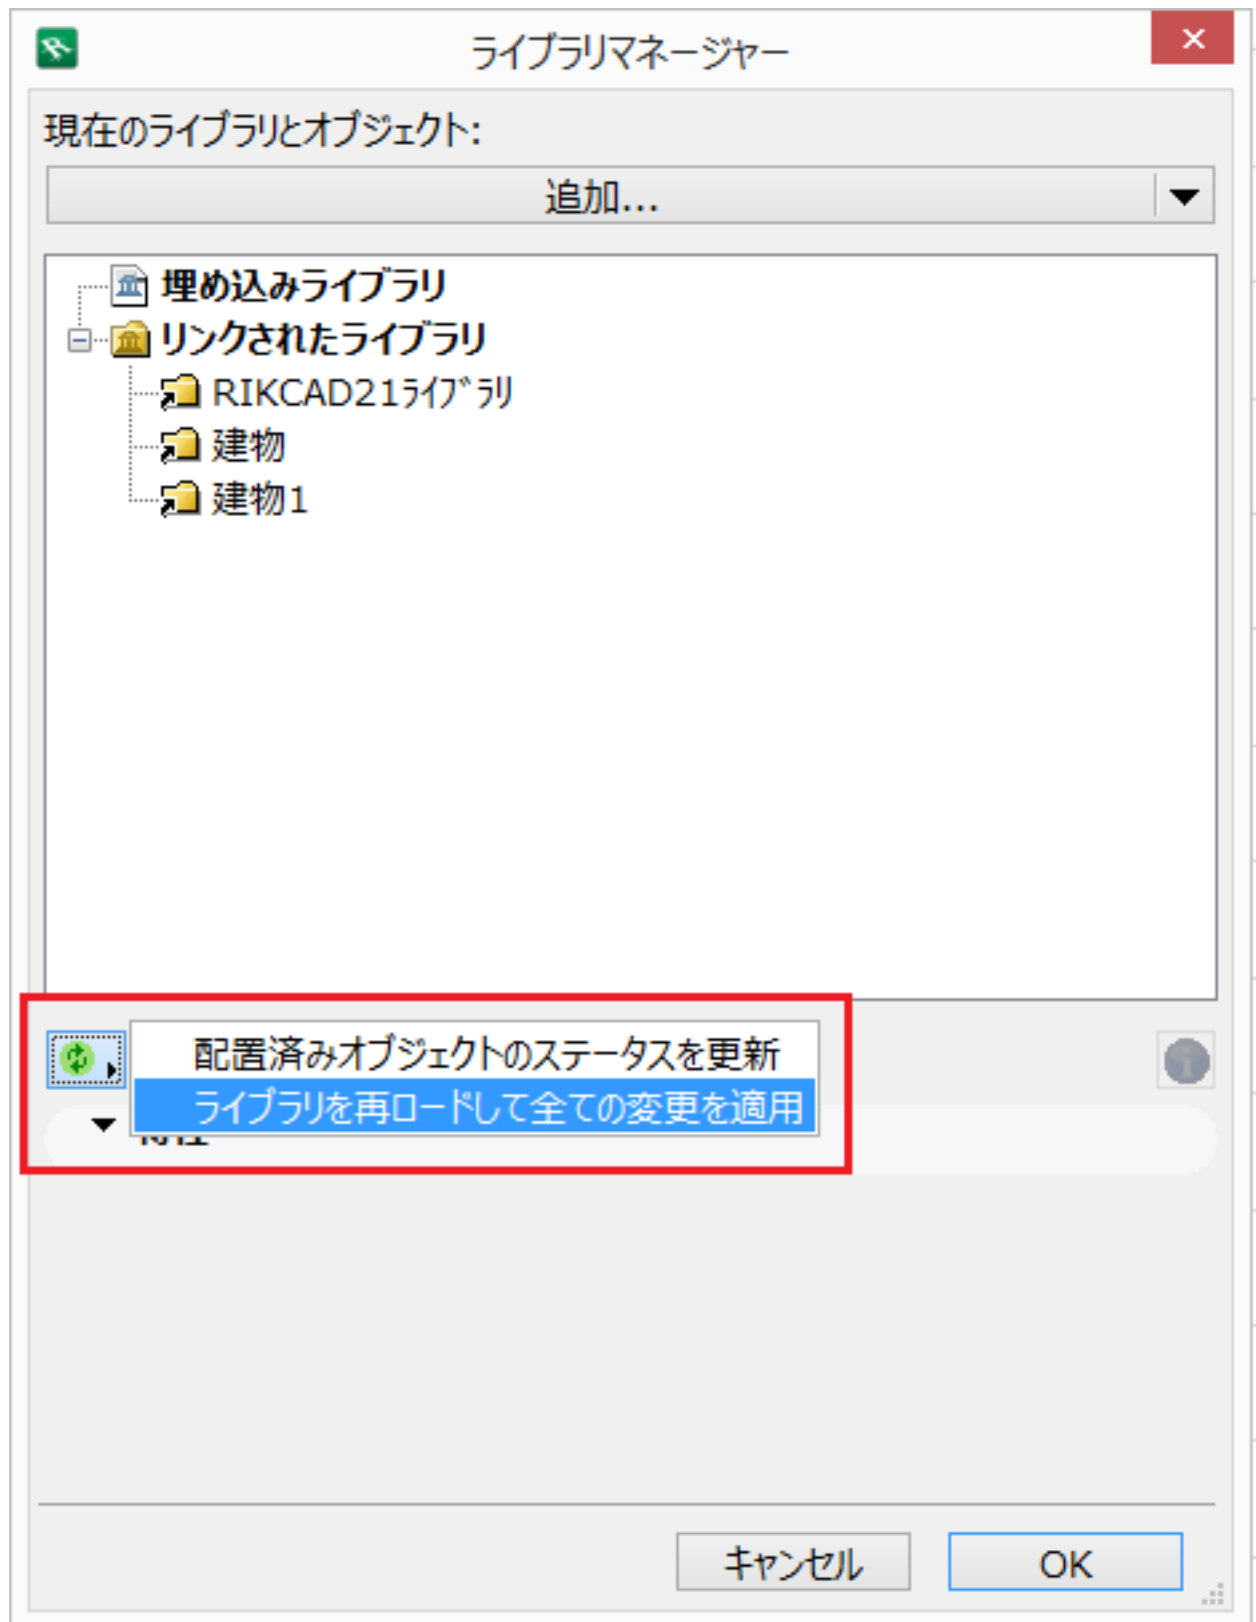 ライブラリマネージャー
現在のライブラリとオブジェクト:
追加...
埋め込みライブラリ
リンクされたライブラリ
RIKCAD21ﾗｲﾌﾞﾗﾘ
建物
建物1
配置済みオブジェクトのステータスを更新
ライブラリを再ロードして全ての変更を適用
キャンセル
OK